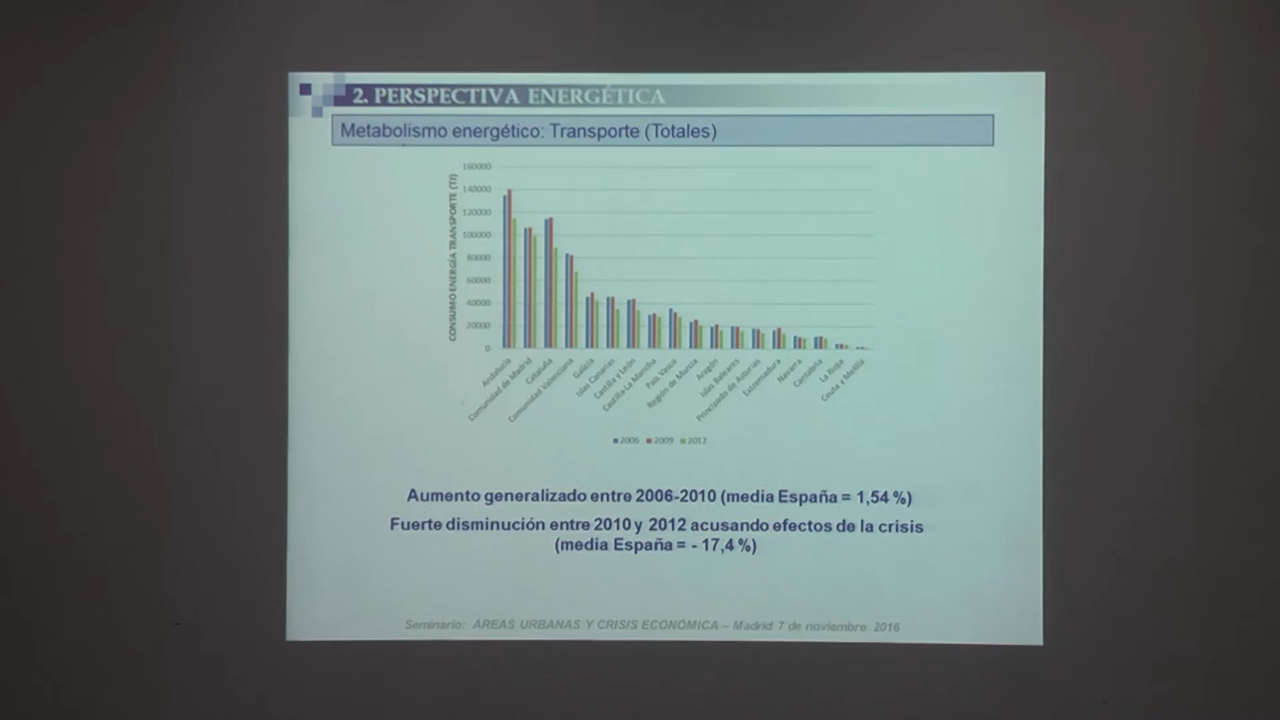 2. PERSPECTIVA ENERGÉTICA
Metabolismo energético: Transporte (Totales)
CONSUMO ENERGÍA TRANSPORTE (TJ)
160000
140000
120000
100000
80000
60000
40000
20000
0
Andalucía
Comunidad de Madrid
Cataluña
Comunidad Valenciana
Galicia
Islas Canarias
Castilla y León
Castilla-La Mancha
País Vasco
Región de Murcia
Aragón
Islas Baleares
Principado de Asturias
Extremadura
Navarra
Cantabria
La Rioja
Ceuta y Melilla
2006 2009 2012
Aumento generalizado entre 2006-2010 (media España = 1,54 %)
Fuerte disminución entre 2010 y 2012 acusando efectos de la crisis
(media España = - 17,4 %)
Seminario: ÁREAS URBANAS Y CRISIS ECONÓMICA – Madrid 7 de noviembre 2016